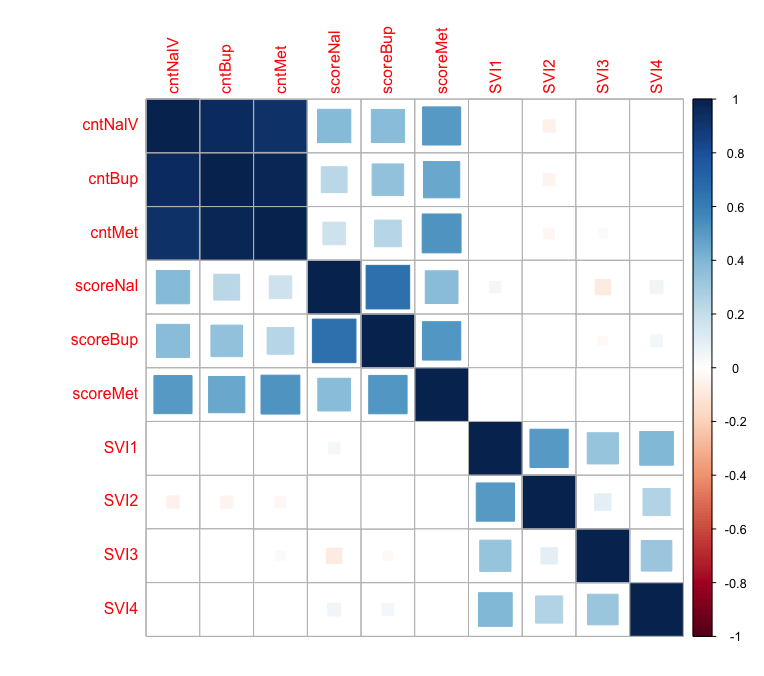 cntNalV cntBup cntMet scoreNal scoreBup scoreMet SVI1 SVI2 SVI3 SVI4
cntNalV
cntBup
cntMet
scoreNal
scoreBup
scoreMet
SVI1
SVI2
SVI3
SVI4
1
0.8
0.6
0.4
0.2
0
-0.2
-0.4
-0.6
-0.8
-1